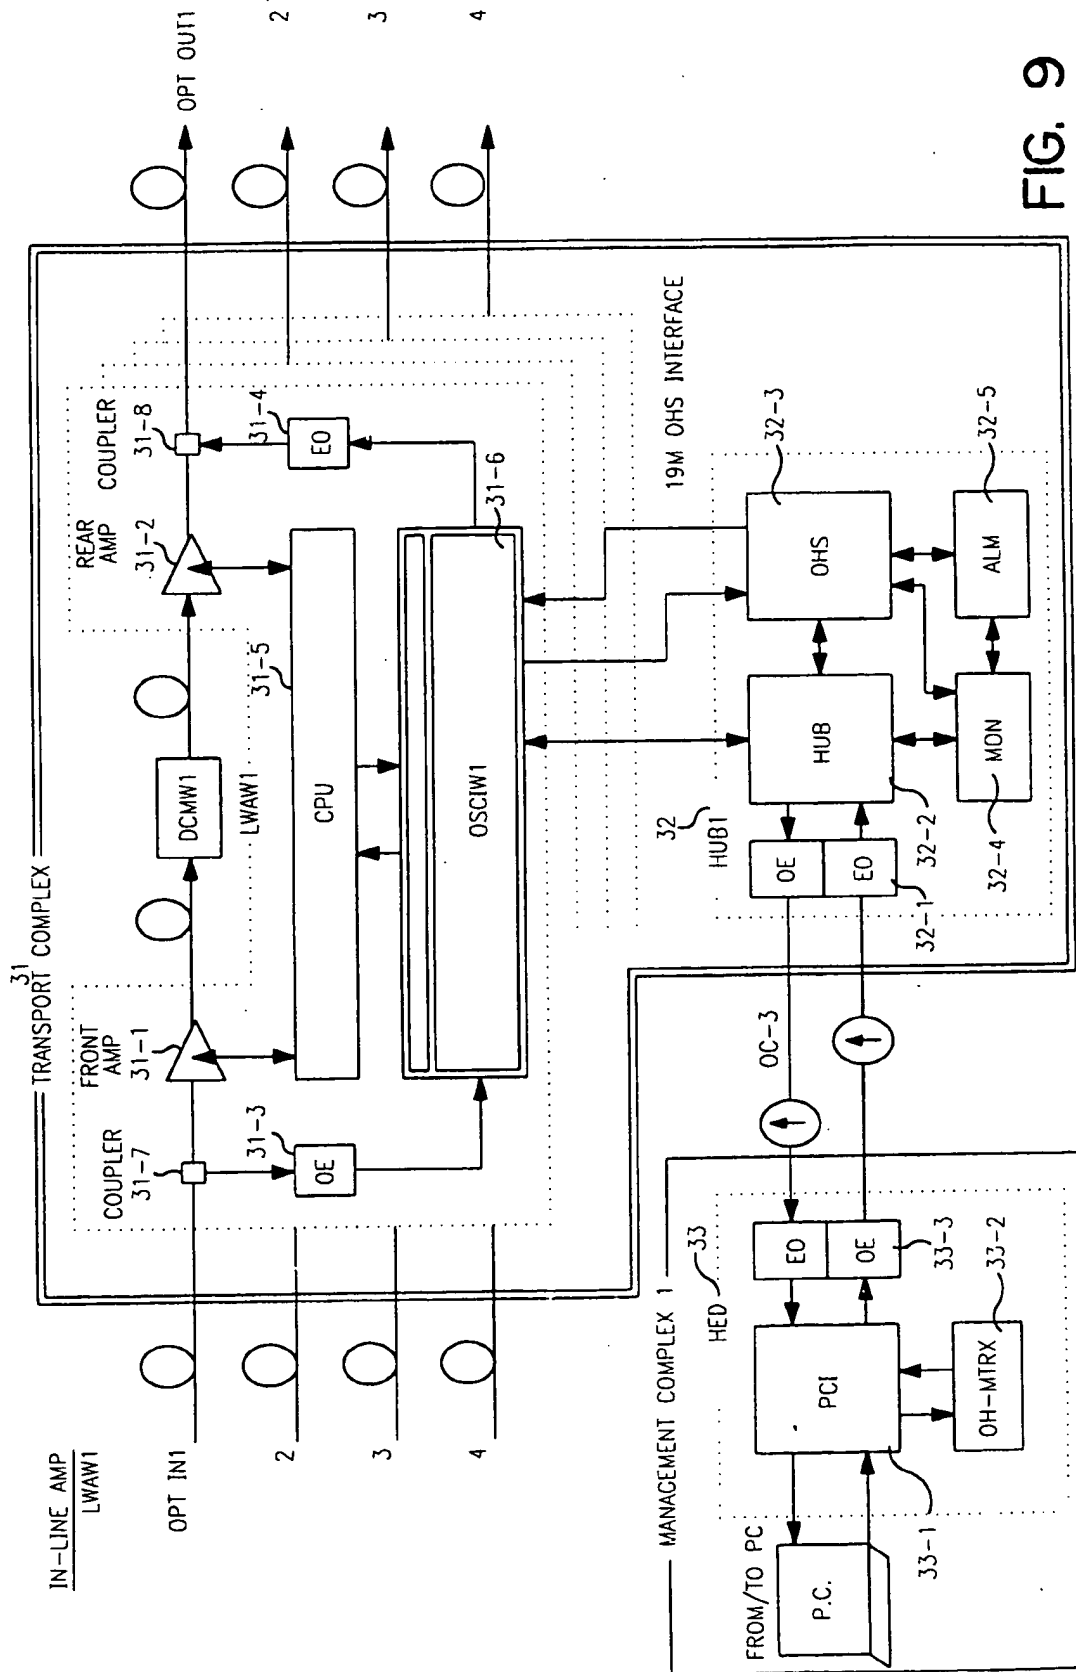 IN-LINE AMP
LWAW1
31
TRANSPORT COMPLEX
OPT IN1
2
3
4
COUPLER
31-7
FRONT
AMP
31-1
DCMW1
LWAW1
REAR
AMP
31-2
COUPLER
31-8
OPT OUT1
2
3
4
OE
31-3
CPU
31-5
EO
31-4
OSCIW1
31-6
19M OHS INTERFACE
32
HUB1
OE
EO
32-1
HUB
32-2
OHS
32-3
MON
32-4
ALM
32-5
OC-3
MANAGEMENT COMPLEX 1
HED
33
FROM/TO PC
P.C.
PCI
33-1
EO
OE
33-3
OH-MTRX
33-2
FIG. 9